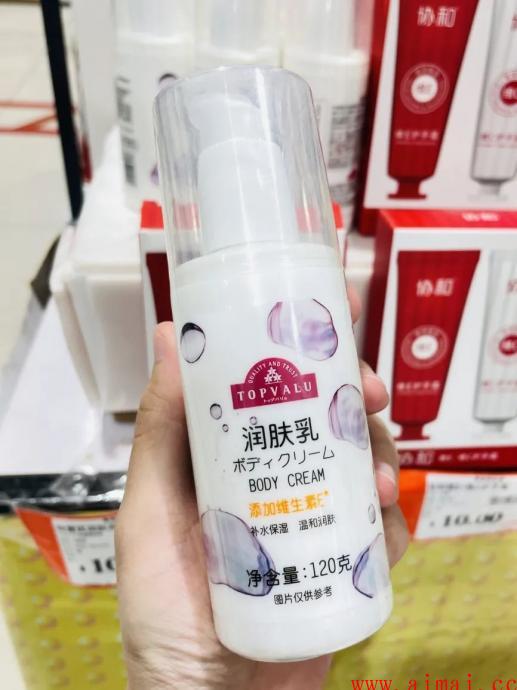 协和
协和
QUALITY AND TRUST
TOPVALU
トップバリュ
润肤乳
ボディクリーム
BODY CREAM
添加维生素E*
补水保湿 温和润肤
净含量:120克
图片仅供参考
10.00
www.aimai.cc